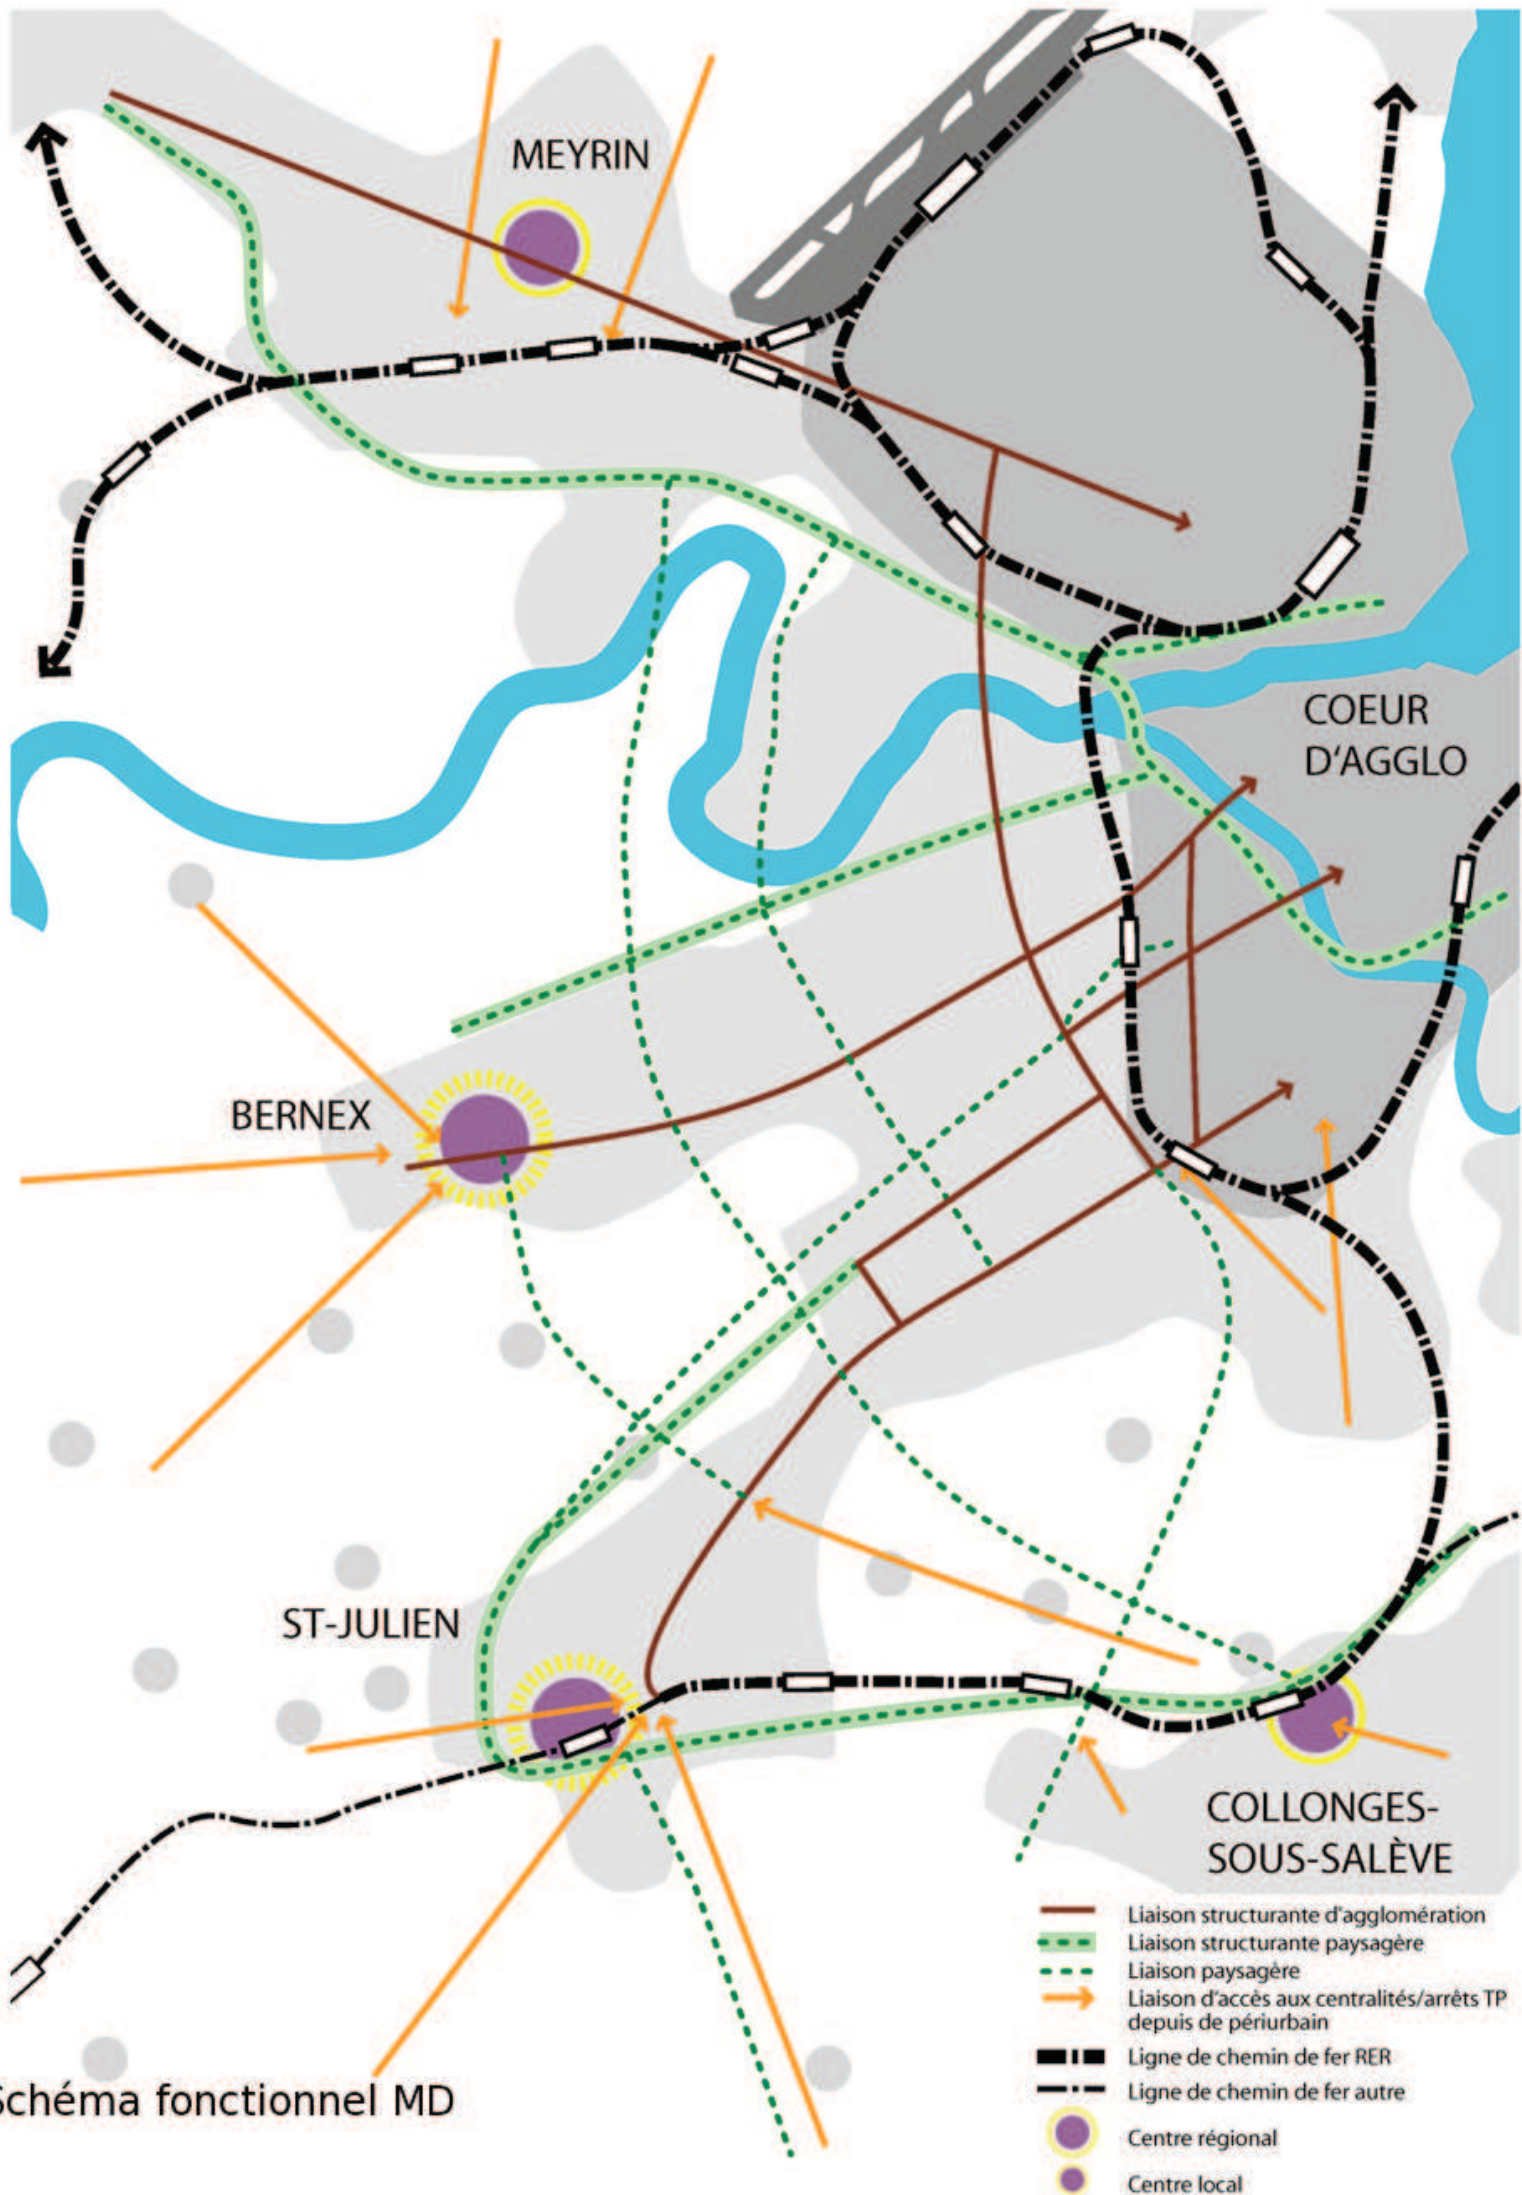 MEYRIN
COEUR
D'AGGLO
BERNEX
ST-JULIEN
COLLONGES-
SOUS-SALÈVE
Liaison structurante d'agglomération
Liaison structurante paysagère
Liaison paysagère
Liaison d'accès aux centralités/arrêts TP
depuis de périurbain
Ligne de chemin de fer RER
Ligne de chemin de fer autre
Centre régional
Centre local
Schéma fonctionnel MD